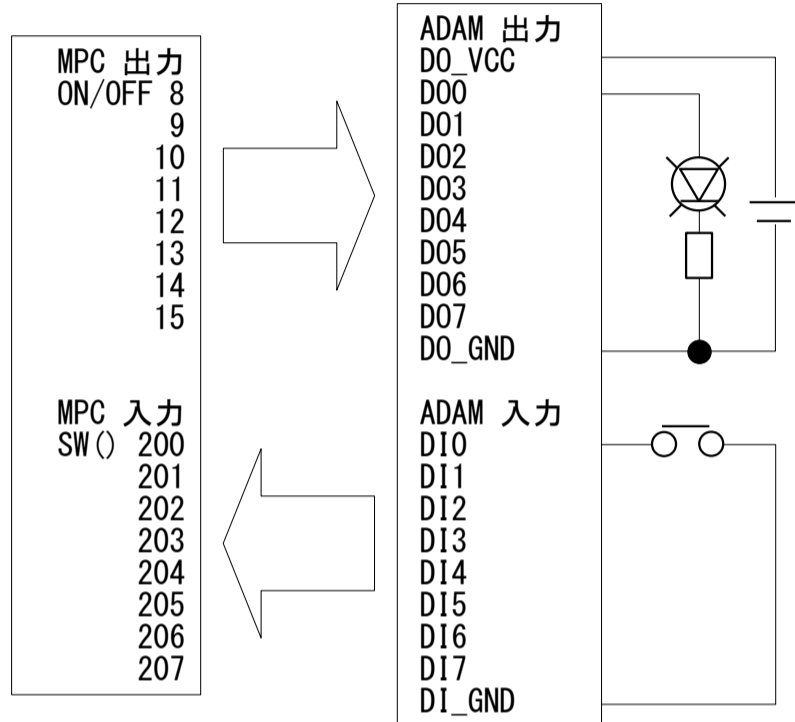 MPC 出力
ON/OFF 8
9
10
11
12
13
14
15
MPC 入力
SW() 200
201
202
203
204
205
206
207
ADAM 出力
DO_VCC
DO0
DO1
DO2
DO3
DO4
DO5
DO6
DO7
DO_GND
ADAM 入力
DI0
DI1
DI2
DI3
DI4
DI5
DI6
DI7
DI_GND